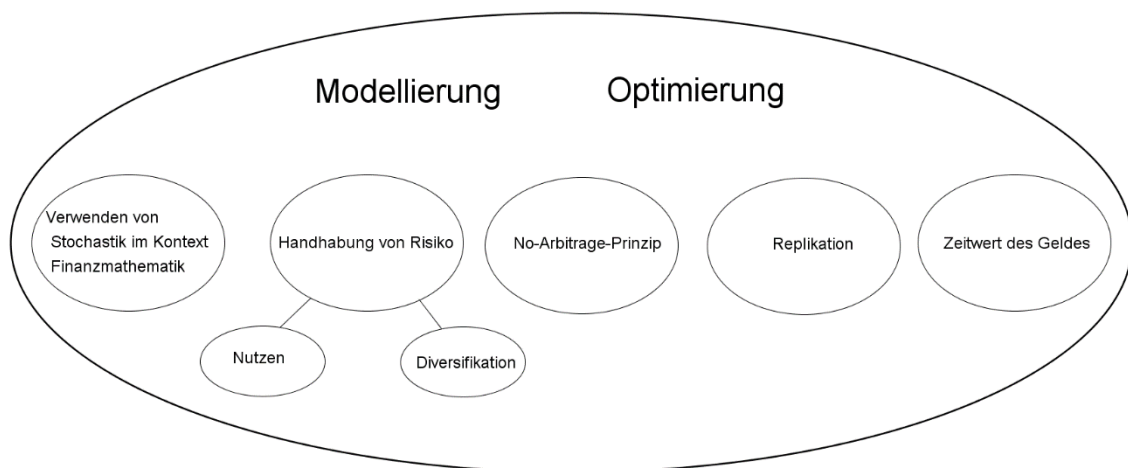 Modellierung Optimierung
Verwenden von
Stochastik im Kontext
Finanzmathematik
Handhabung von Risiko
No-Arbitrage-Prinzip
Replikation
Zeitwert des Geldes
Nutzen
Diversifikation